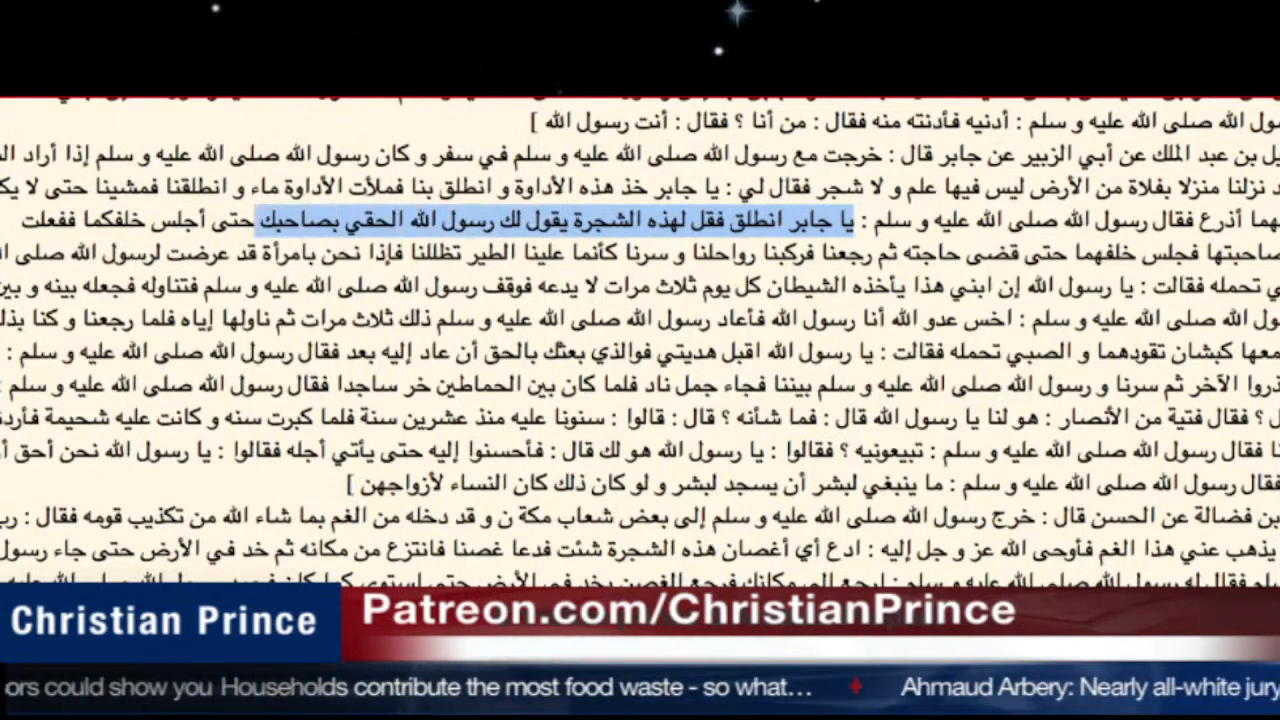 ول الله صلى الله عليه و سلم : أدنيه فأدنته منه فقال : من أنا ؟ فقال : أنت رسول الله ]
يل بن عبد الملك عن أبي الزبير عن جابر قال : خرجت مع رسول الله صلى الله عليه و سلم في سفر و كان رسول الله صلى الله عليه و سلم إذا أراد
د نزلنا منزلا بفلاة من الأرض ليس فيها علم و لا شجر فقال لي : يا جابر خذ هذه الأداوة و انطلق بنا فملأت الأداوة ماء و انطلقنا فمشينا حتى لا
هما أذرع فقال رسول الله صلى الله عليه و سلم : يا جابر انطلق فقل لهذه الشجرة يقول لك رسول الله الحقي بصاحبك حتى أجلس خلفكما ففعلت
صاحبتها فجلس خلفهما حتى قضى حاجته ثم رجعنا فركبنا رواحلنا و سرنا كأنما علينا الطير تظللنا فإذا نحن بامرأة قد عرضت لرسول الله صلى
ي تحمله فقالت : يا رسول الله إن ابني هذا يأخذه الشيطان كل يوم ثلاث مرات لا يدعه فوقف رسول الله صلى الله عليه و سلم فتناوله فجعله بينه و
ول الله صلى الله عليه و سلم : اخس عدو الله أنا رسول الله فأعاد رسول الله صلى الله عليه و سلم ذلك ثلاث مرات ثم ناولها إياه فلما رجعنا و كنا
معها كبشان تقودهما و الصبي تحمله فقالت : يا رسول الله اقبل هديتي فوالذي بعثك بالحق أن عاد إليه بعد فقال رسول الله صلى الله عليه و سلم :
ذروا الآخر ثم سرنا و رسول الله صلى الله عليه و سلم بيننا فجاء جمل ناد فلما كان بين الحماطين خر ساجدا فقال رسول الله صلى الله عليه و سلم :
؟ فقال فتية من الأنصار : هو لنا يا رسول الله قال : فما شأنه ؟ قال : قالوا : سنونا عليه منذ عشرين سنة فلما كبرت سنه و كانت عليه شحيمة
نا فقال رسول الله صلى الله عليه و سلم : تبيعونيه ؟ فقالوا : يا رسول الله هو لك قال : فأحسنوا إليه حتى يأتي أجله فقالوا : يا رسول الله نحن أحق
فقال رسول الله صلى الله عليه و سلم : ما ينبغي لبشر أن يسجد لبشر و لو كان ذلك كان النساء لأزواجهن ]
بن فضالة عن الحسن قال : خرج رسول الله صلى الله عليه و سلم إلى بعض شعاب مكة ن و قد دخله من الغم بما شاء الله من تكذيب قومه فقال :
يذهب عني هذا الغم فأوحى الله عز و جل إليه : ادع أي أغصان هذه الشجرة شئت فدعا غصنا فانتزع من مكانه ثم خد في الأرض حتى جاء رسول
Christian Prince
Patreon.com/ChristianPrince
ors could show you Households contribute the most food waste - so what… Ahmaud Arbery: Nearly all-white jury